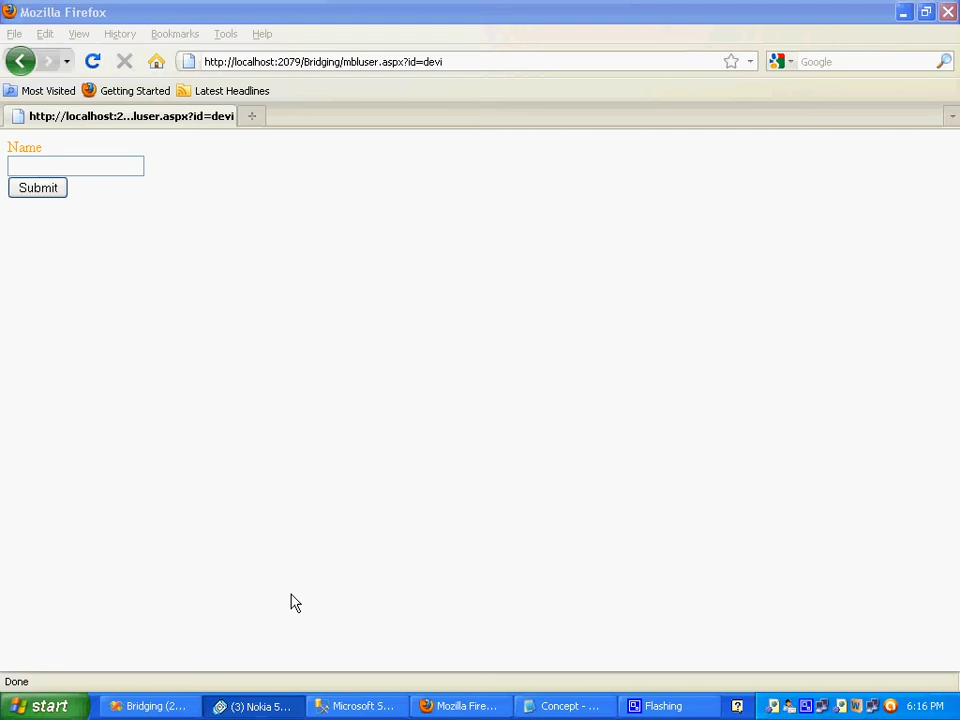 Mozilla Firefox
File Edit View History Bookmarks Tools Help
http://localhost:2079/Bridging/mbluser.aspx?id=devi
Google
Most Visited Getting Started Latest Headlines
http://localhost:2...luser.aspx?id=devi
Name
Submit
Done
start
Bridging (2...
(3) Nokia 5...
Microsoft S...
Mozilla Fire...
Concept - ...
Flashing
6:16 PM